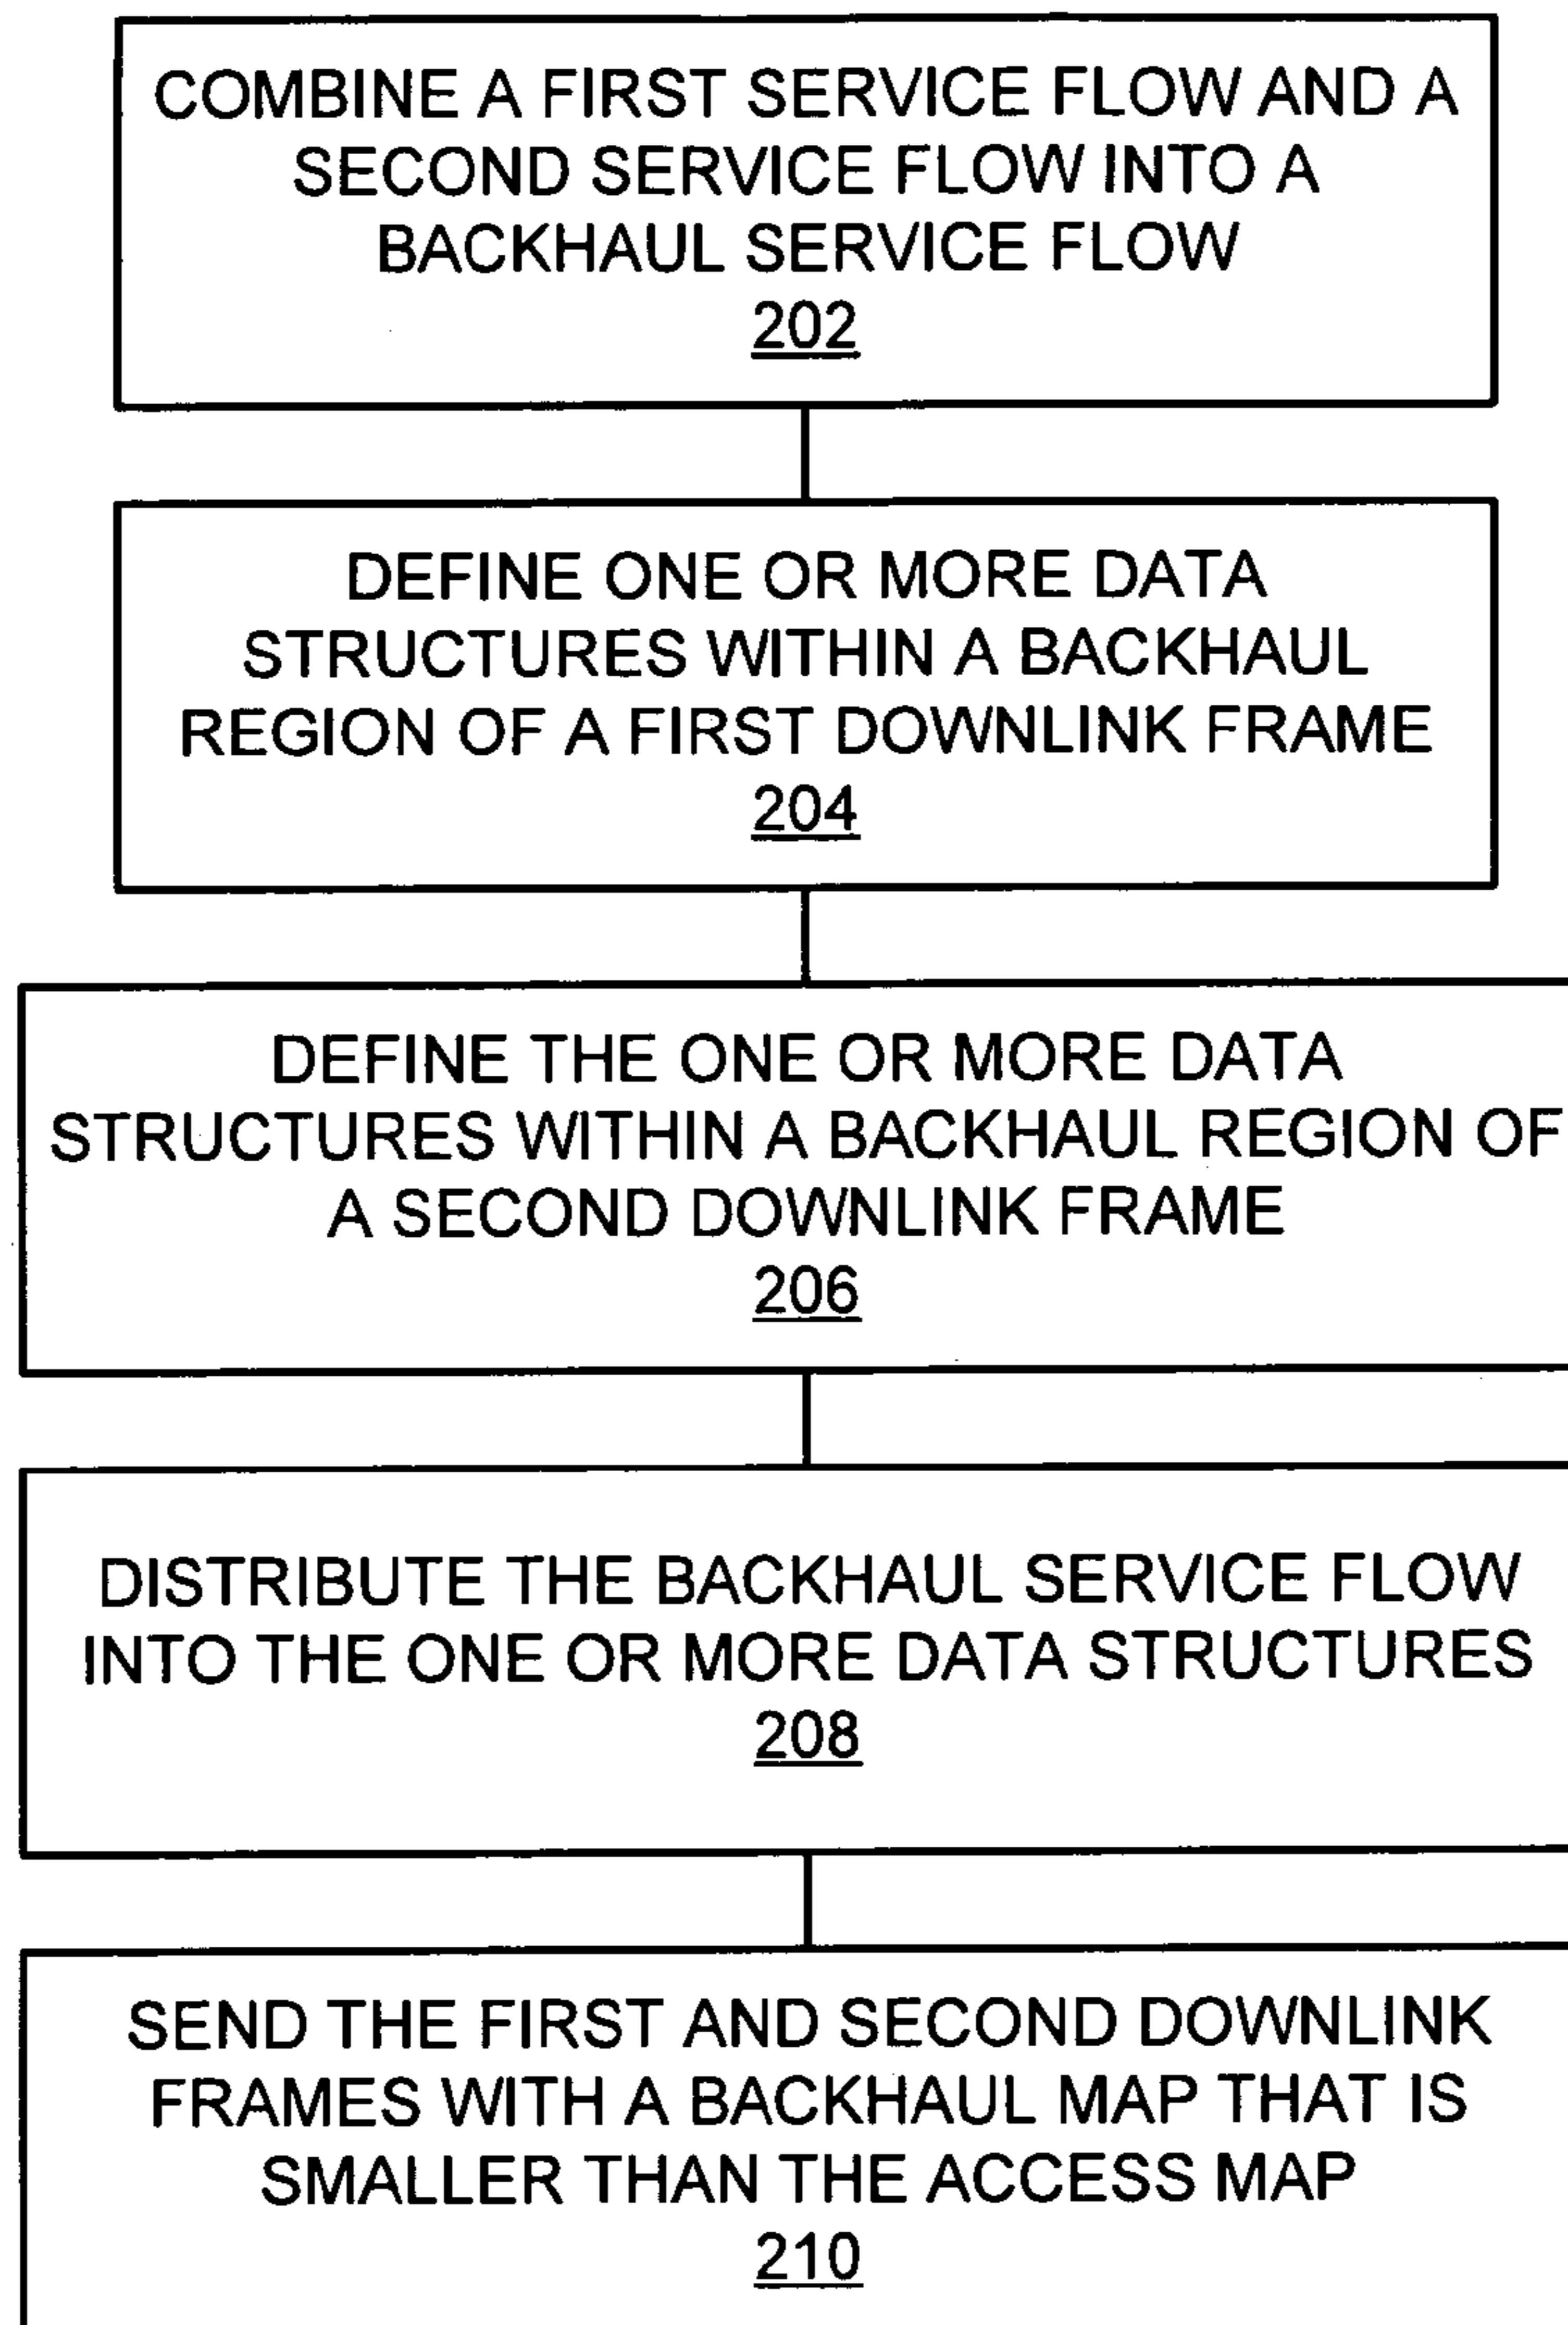 COMBINE A FIRST SERVICE FLOW AND A
SECOND SERVICE FLOW INTO A
BACKHAUL SERVICE FLOW
202
DEFINE ONE OR MORE DATA
STRUCTURES WITHIN A BACKHAUL
REGION OF A FIRST DOWNLINK FRAME
204
DEFINE THE ONE OR MORE DATA
STRUCTURES WITHIN A BACKHAUL REGION OF
A SECOND DOWNLINK FRAME
206
DISTRIBUTE THE BACKHAUL SERVICE FLOW
INTO THE ONE OR MORE DATA STRUCTURES
208
SEND THE FIRST AND SECOND DOWNLINK
FRAMES WITH A BACKHAUL MAP THAT IS
SMALLER THAN THE ACCESS MAP
210